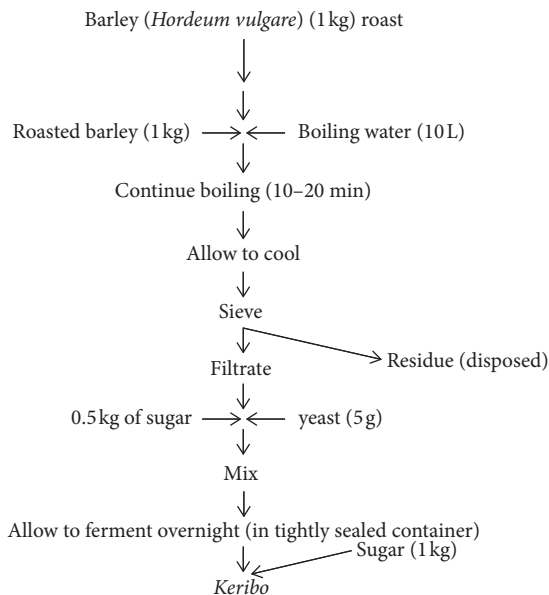 Barley (Hordeum vulgare) (1 kg) roast
Roasted barley (1 kg)
Boiling water (10 L)
Continue boiling (10–20 min)
Allow to cool
Sieve
Residue (disposed)
Filtrate
0.5 kg of sugar
yeast (5 g)
Mix
Allow to ferment overnight (in tightly sealed container)
Sugar (1 kg)
Keribo